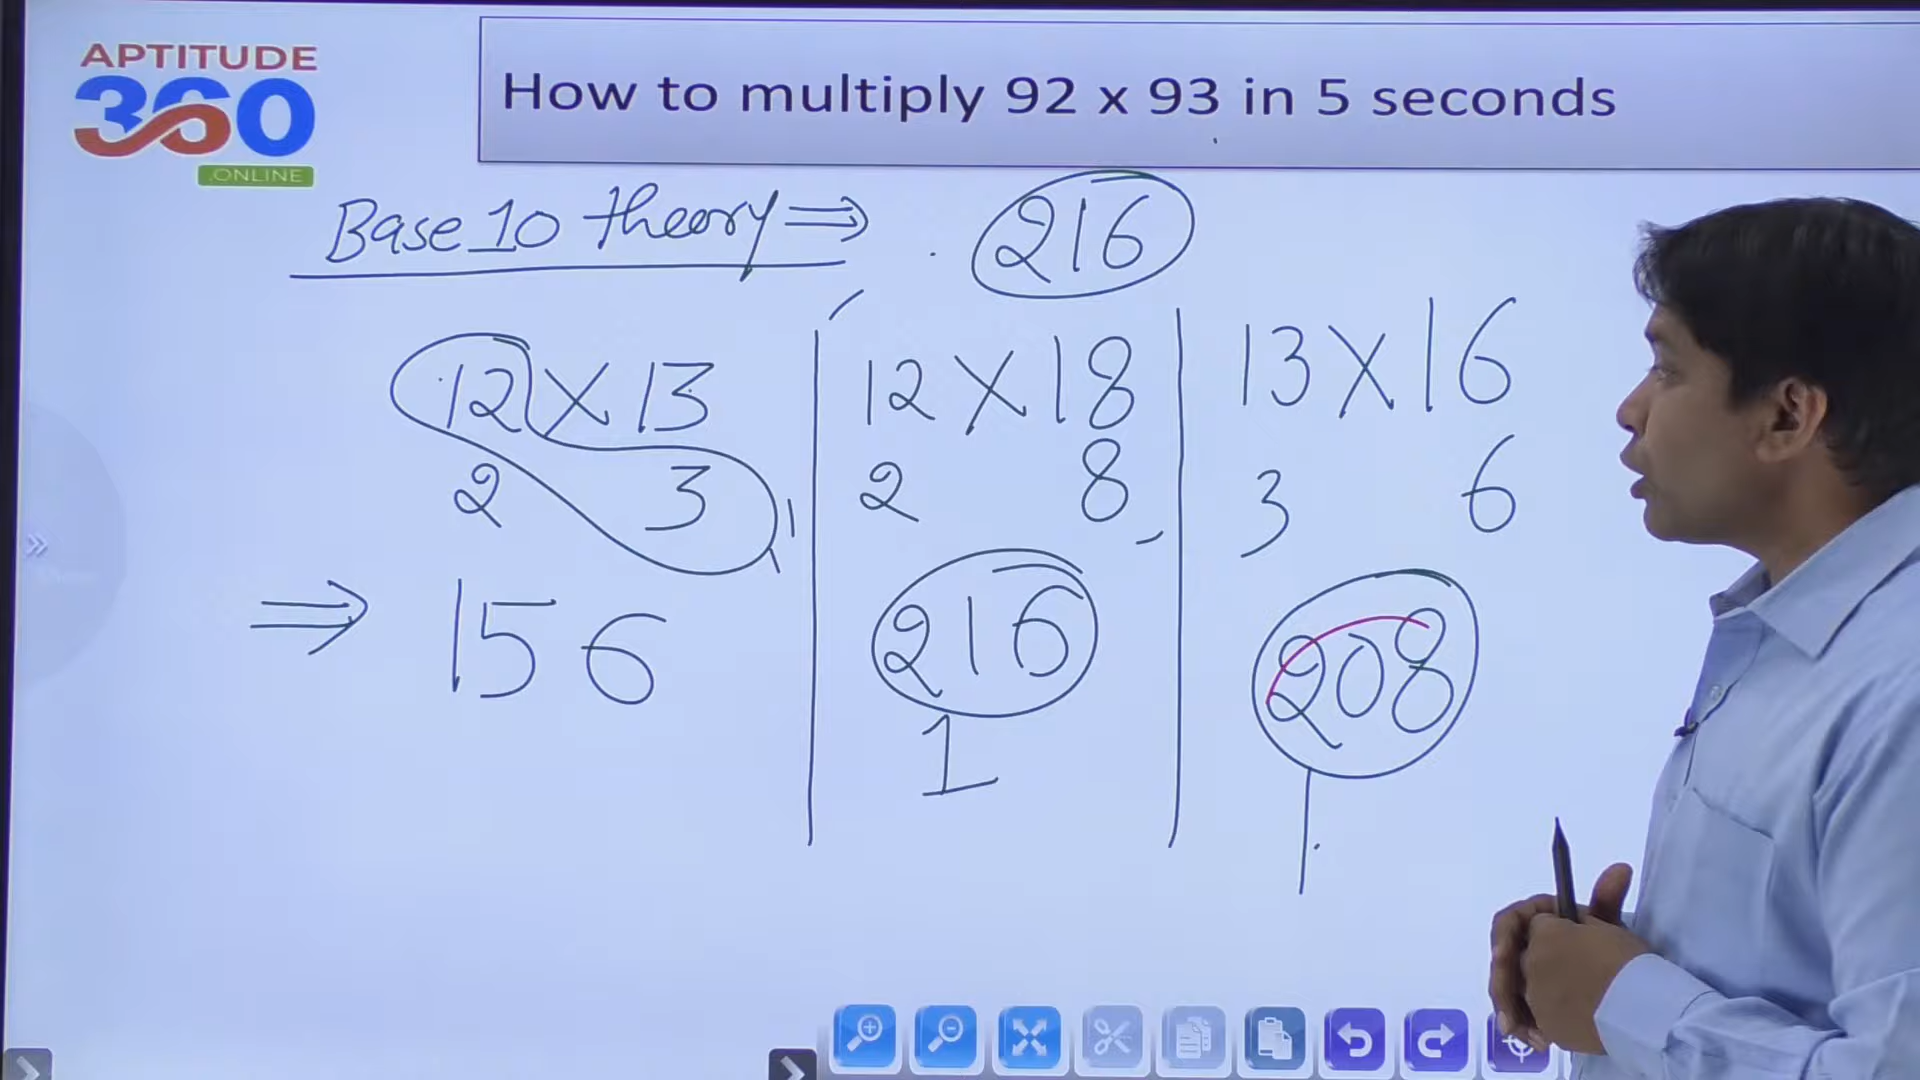 APTITUDE
360
.ONLINE
How to multiply 92 x 93 in 5 seconds
Base 10 theory ⇒ 216
12 X 13
2 3
⇒ 156
12 X 18
2 8
216
1
13 X 16
3 6
208